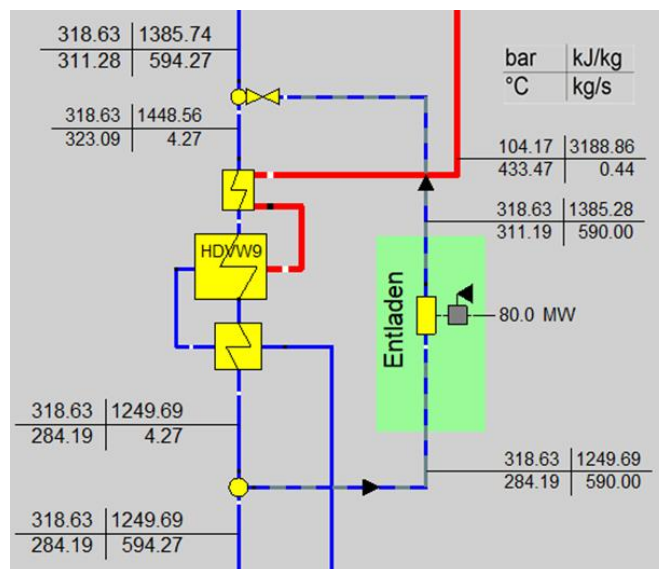 318.63 1385.74
311.28 594.27
bar kJ/kg
°C kg/s
318.63 1448.56
323.09 4.27
104.17 3188.86
433.47 0.44
318.63 1385.28
311.19 590.00
HDVW9
Entladen
80.0 MW
318.63 1249.69
284.19 4.27
318.63 1249.69
284.19 590.00
318.63 1249.69
284.19 594.27